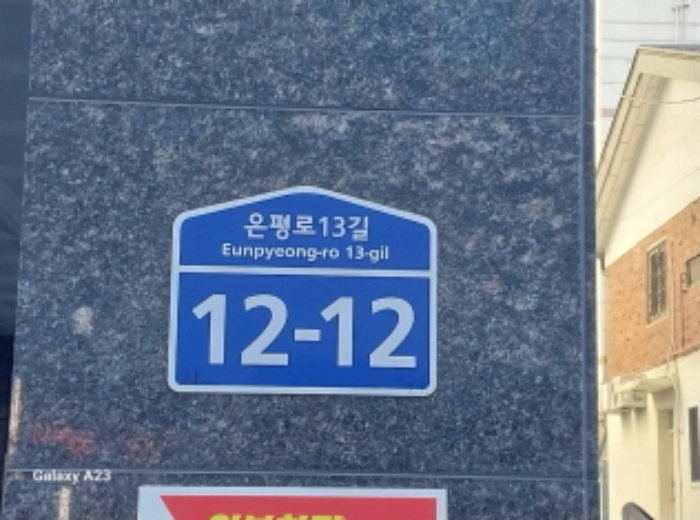 은평로13길
Eunpyeong-ro 13-gil
12-12
Galaxy A23